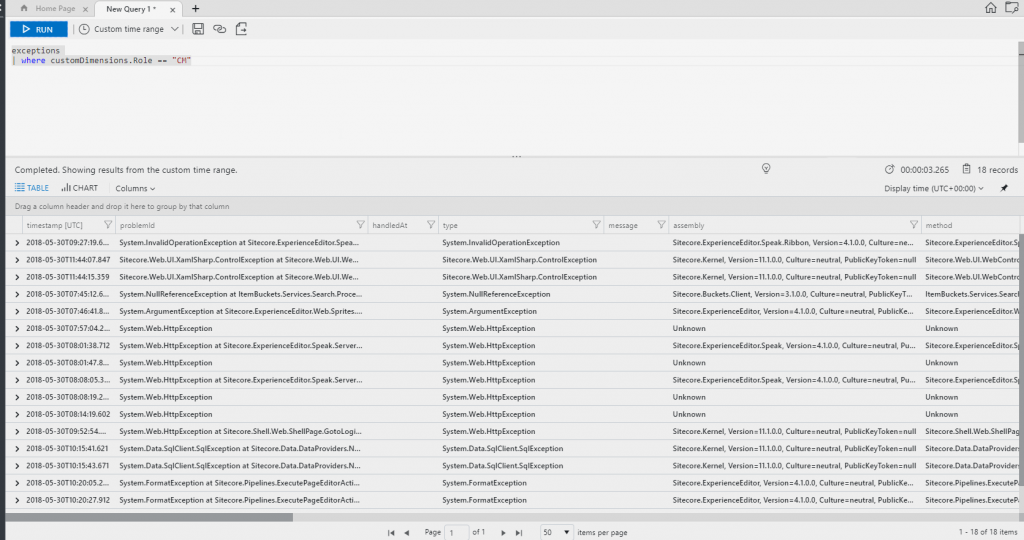 Home Page × New Query 1 * × +
RUN Custom time range
exceptions
| where customDimensions.Role == "CM"
Completed. Showing results from the custom time range. 00:00:03.265 18 records
TABLE CHART Columns Display time (UTC+00:00)
Drag a column header and drop it here to group by that column
timestamp [UTC] problemId handledAt type message assembly method
2018-05-30T09:27:19.6... System.InvalidOperationException at Sitecore.ExperienceEditor.Spea... System.InvalidOperationException Sitecore.ExperienceEditor.Speak.Ribbon, Version=4.1.0.0, Culture=ne... Sitecore.ExperienceEditor.Sp
2018-05-30T11:44:07.847 Sitecore.Web.UI.XamlSharp.ControlException at Sitecore.Web.UI.We... Sitecore.Web.UI.XamlSharp.ControlException Sitecore.Kernel, Version=11.1.0.0, Culture=neutral, PublicKeyToken=null Sitecore.Web.UI.WebContro
2018-05-30T11:44:15.359 Sitecore.Web.UI.XamlSharp.ControlException at Sitecore.Web.UI.We... Sitecore.Web.UI.XamlSharp.ControlException Sitecore.Kernel, Version=11.1.0.0, Culture=neutral, PublicKeyToken=null Sitecore.Web.UI.WebContro
2018-05-30T07:45:12.6... System.NullReferenceException at ItemBuckets.Services.Search.Proce... System.NullReferenceException Sitecore.Buckets.Client, Version=3.1.0.0, Culture=neutral, PublicKeyT... ItemBuckets.Services.Search
2018-05-30T07:46:41.8... System.ArgumentException at Sitecore.ExperienceEditor.Web.Sprites.... System.ArgumentException Sitecore.ExperienceEditor, Version=4.1.0.0, Culture=neutral, PublicKe... Sitecore.ExperienceEditor.W
2018-05-30T07:57:04.2... System.Web.HttpException System.Web.HttpException Unknown Unknown
2018-05-30T08:01:38.712 System.Web.HttpException at Sitecore.ExperienceEditor.Speak.Server... System.Web.HttpException Sitecore.ExperienceEditor.Speak, Version=4.1.0.0, Culture=neutral, Pu... Sitecore.ExperienceEditor.Sp
2018-05-30T08:01:47.8... System.Web.HttpException System.Web.HttpException Unknown Unknown
2018-05-30T08:08:05.3... System.Web.HttpException at Sitecore.ExperienceEditor.Speak.Server... System.Web.HttpException Sitecore.ExperienceEditor.Speak, Version=4.1.0.0, Culture=neutral, Pu... Sitecore.ExperienceEditor.Sp
2018-05-30T08:08:19.2... System.Web.HttpException System.Web.HttpException Unknown Unknown
2018-05-30T08:14:19.602 System.Web.HttpException System.Web.HttpException Unknown Unknown
2018-05-30T09:52:54.... System.Web.HttpException at Sitecore.Shell.Web.ShellPage.GotoLogi... System.Web.HttpException Sitecore.Kernel, Version=11.1.0.0, Culture=neutral, PublicKeyToken=null Sitecore.Shell.Web.ShellPag
2018-05-30T10:15:41.621 System.Data.SqlClient.SqlException at Sitecore.Data.DataProviders.N... System.Data.SqlClient.SqlException Sitecore.Kernel, Version=11.1.0.0, Culture=neutral, PublicKeyToken=null Sitecore.Data.DataProviders
2018-05-30T10:15:43.671 System.Data.SqlClient.SqlException at Sitecore.Data.DataProviders.N... System.Data.SqlClient.SqlException Sitecore.Kernel, Version=11.1.0.0, Culture=neutral, PublicKeyToken=null Sitecore.Data.DataProviders
2018-05-30T10:20:05.2... System.FormatException at Sitecore.Pipelines.ExecutePageEditorActi... System.FormatException Sitecore.ExperienceEditor, Version=4.1.0.0, Culture=neutral, PublicKe... Sitecore.Pipelines.ExecuteP
2018-05-30T10:20:27.912 System.FormatException at Sitecore.Pipelines.ExecutePageEditorActi... System.FormatException Sitecore.ExperienceEditor, Version=4.1.0.0, Culture=neutral, PublicKe... Sitecore.Pipelines.ExecuteP
Page 1 of 1 50 items per page 1 - 18 of 18 items